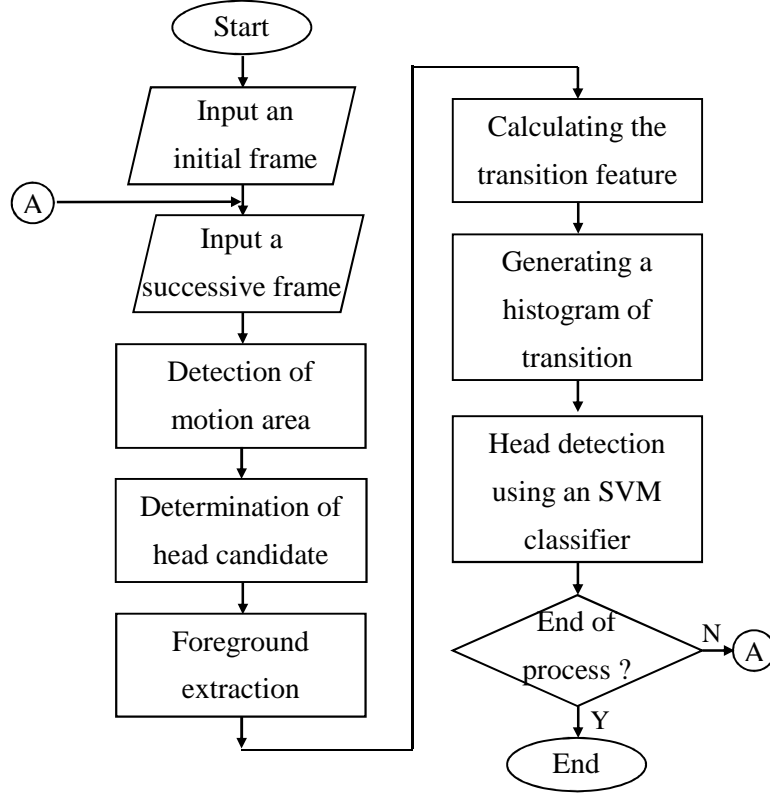 Start
Input an
initial frame
A
Input a
successive frame
Detection of
motion area
Determination of
head candidate
Foreground
extraction
Calculating the
transition feature
Generating a
histogram of
transition
Head detection
using an SVM
classifier
End of
process ?
N
A
Y
End